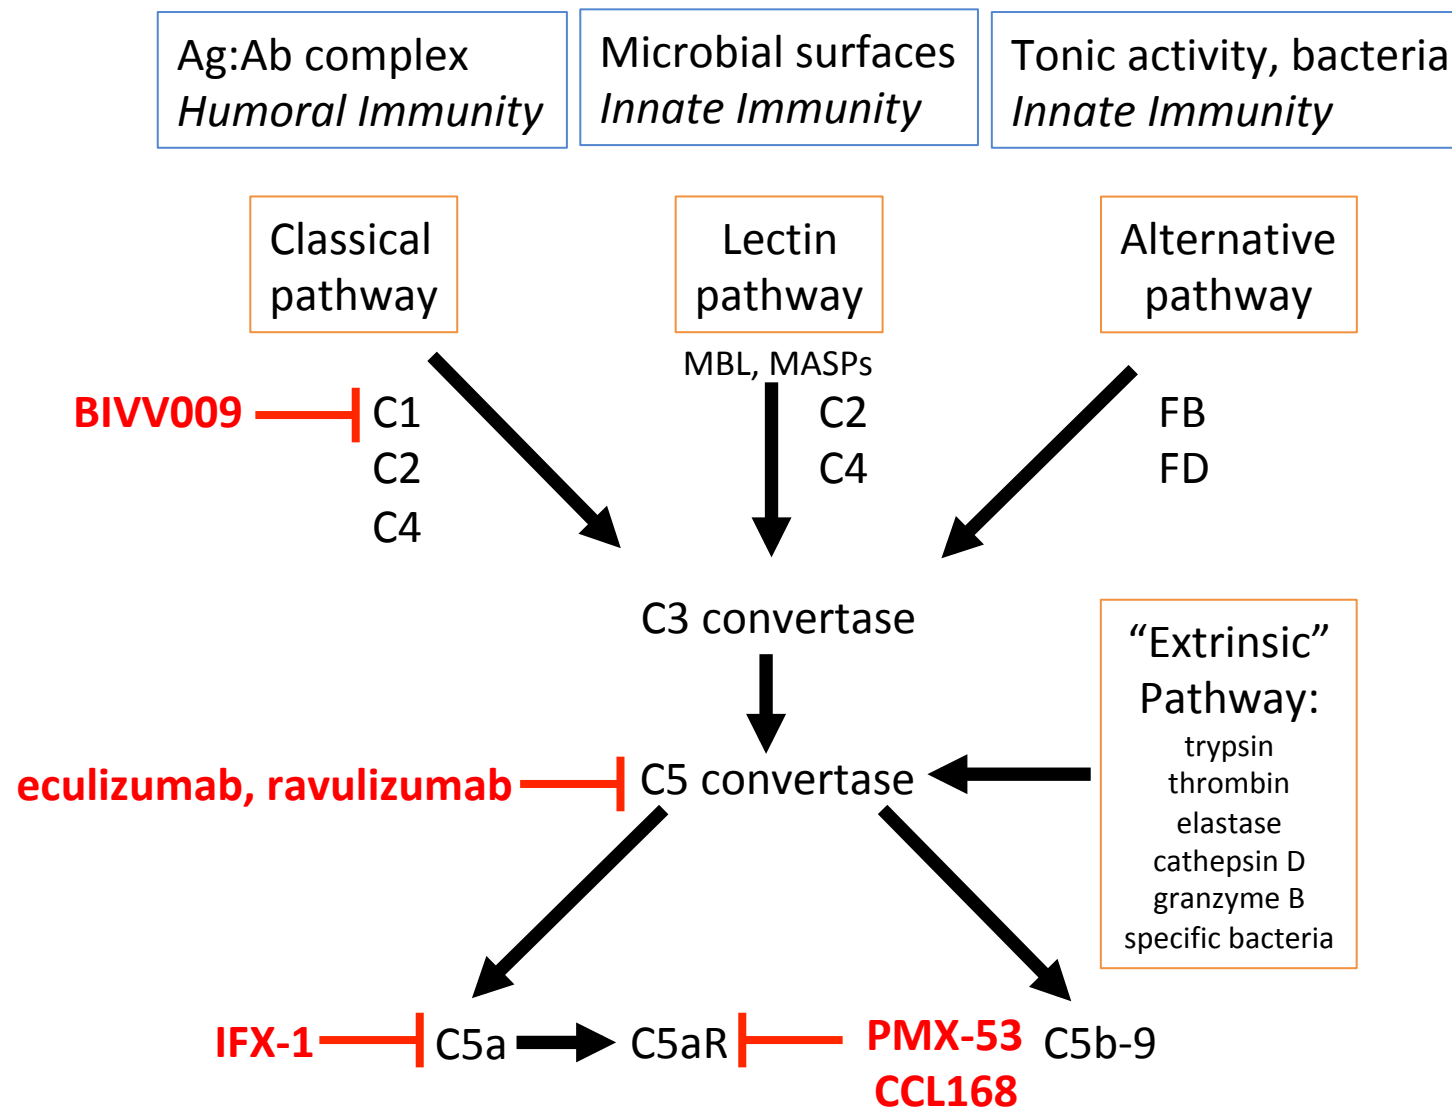 Ag:Ab complex
Humoral Immunity
Microbial surfaces
Innate Immunity
Tonic activity, bacteria
Innate Immunity
Classical
pathway
Lectin
pathway
Alternative
pathway
MBL, MASPs
BIVV009
C1
C2
C4
C2
C4
FB
FD
C3 convertase
“Extrinsic”
Pathway:
trypsin
thrombin
elastase
cathepsin D
granzyme B
specific bacteria
eculizumab, ravulizumab
C5 convertase
IFX-1
C5a
C5aR
PMX-53
CCL168
C5b-9